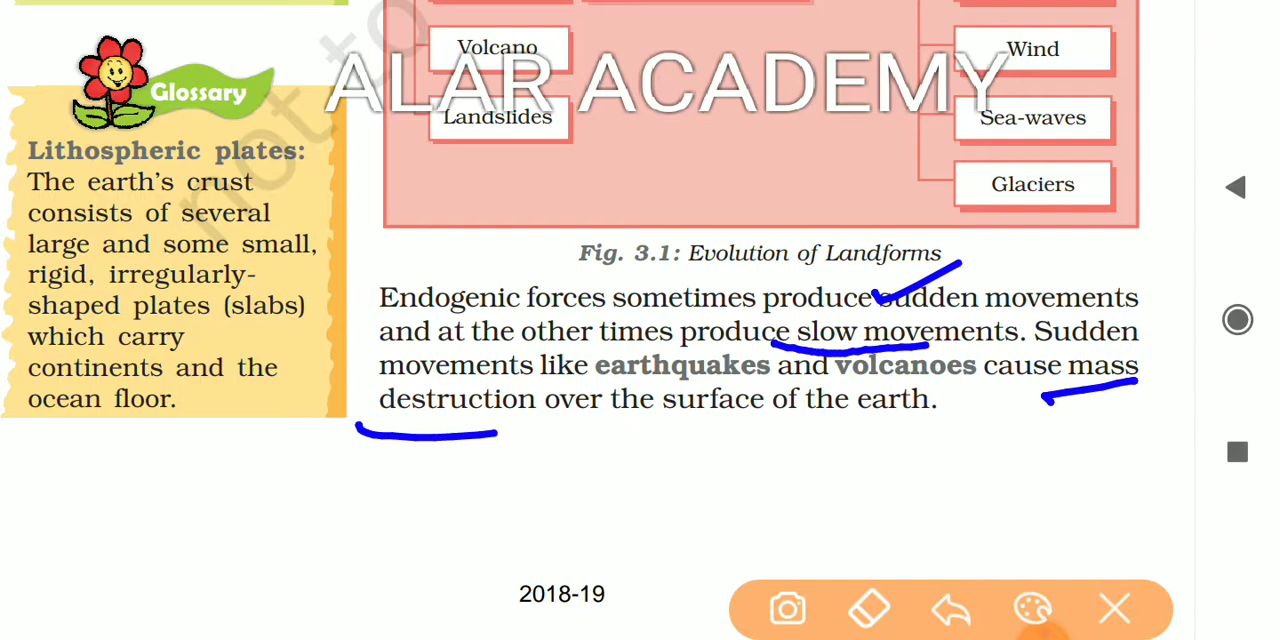 Volcano
Wind
ALAR ACADEMY
Glossary
Landslides
Sea-waves
Glaciers
not to
Lithospheric plates:
The earth's crust
consists of several
large and some small,
rigid, irregularly-
shaped plates (slabs)
which carry
continents and the
ocean floor.
Fig. 3.1: Evolution of Landforms
Endogenic forces sometimes produce sudden movements
and at the other times produce slow movements. Sudden
movements like earthquakes and volcanoes cause mass
destruction over the surface of the earth.
2018-19